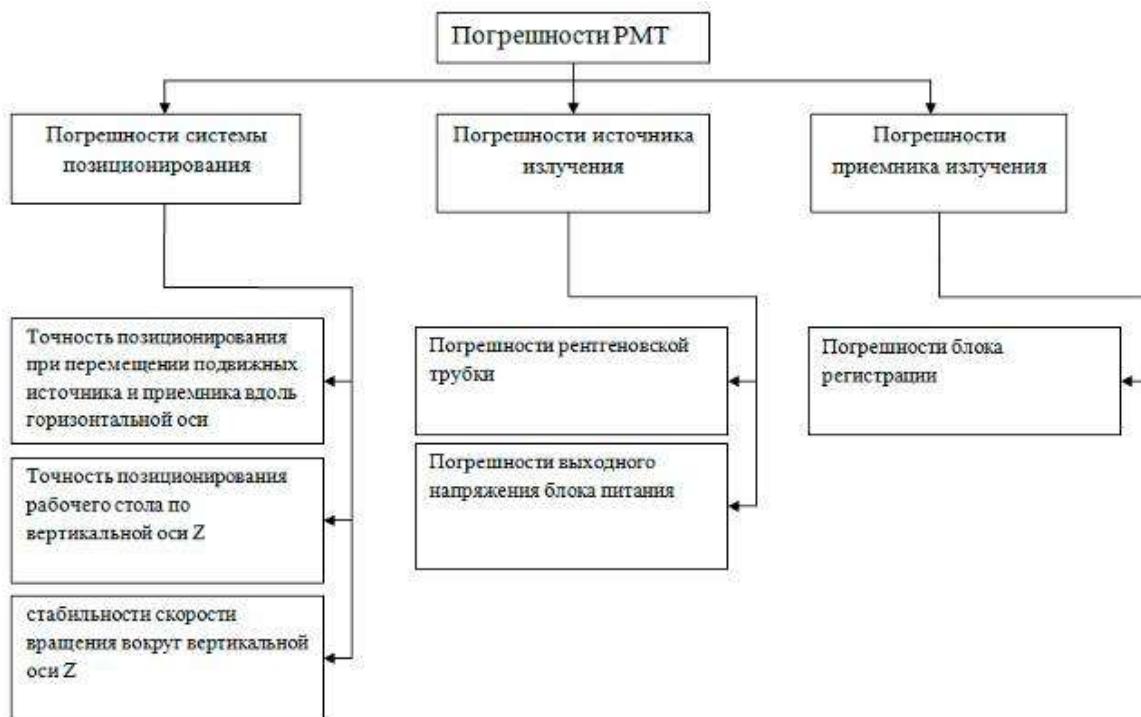 Погрешности РМТ
Погрешности системы
позиционирования
Погрешности источника
излучения
Погрешности
приемника излучения
Точность позиционирования
при перемещении подвижных
источника и приемника вдоль
горизонтальной оси
Точность позиционирования
рабочего стола по
вертикальной оси Z
стабильности скорости
вращения вокруг вертикальной
оси Z
Погрешности рентгеновской
трубки
Погрешности выходного
напряжения блока питания
Погрешности блока
регистрации